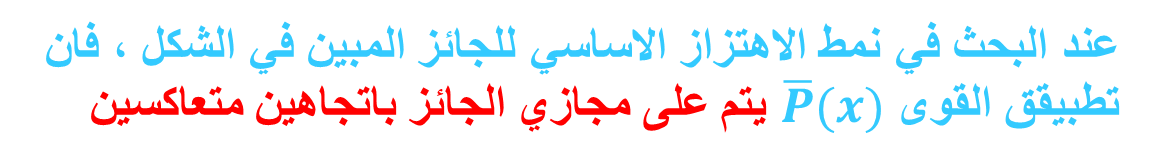 عند البحث في نمط الاهتزاز الاساسي للجائز المبين في الشكل ، فان
تطبيقق القوى P̅(x) يتم على مجازي الجائز باتجاهين متعاكسين